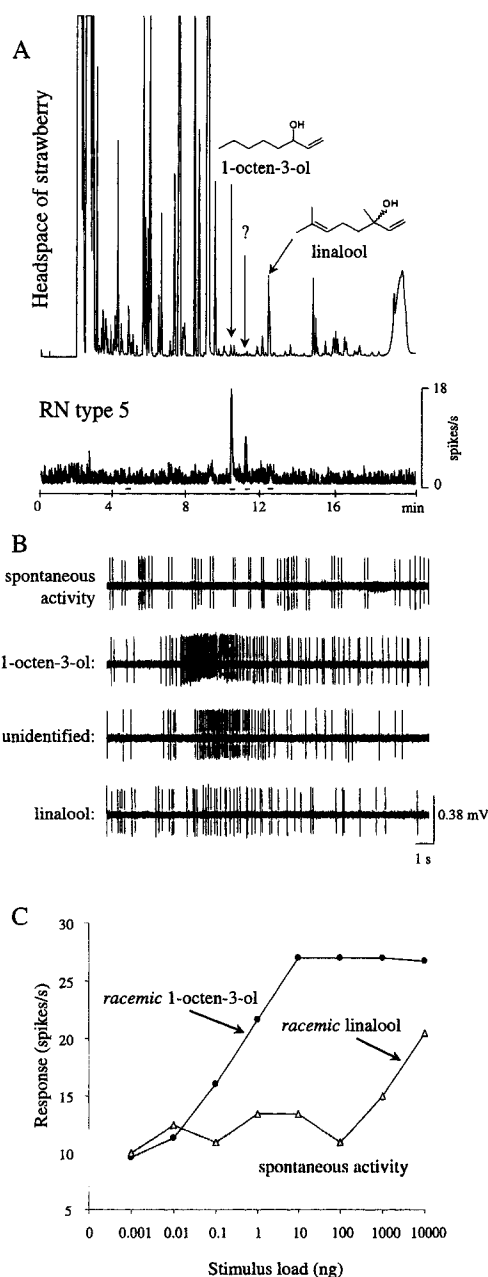 A
Headspace of strawberry
OH
1-octen-3-ol
?
OH
linalool
RN type 5
18
0
spikes/s
0 4 8 12 16 min
B
spontaneous
activity
1-octen-3-ol:
unidentified:
linalool:
0.38 mV
1 s
C
30
25
20
15
10
5
Response (spikes/s)
racemic 1-octen-3-ol
racemic linalool
spontaneous activity
0 0.001 0.01 0.1 1 10 100 1000 10000
Stimulus load (ng)